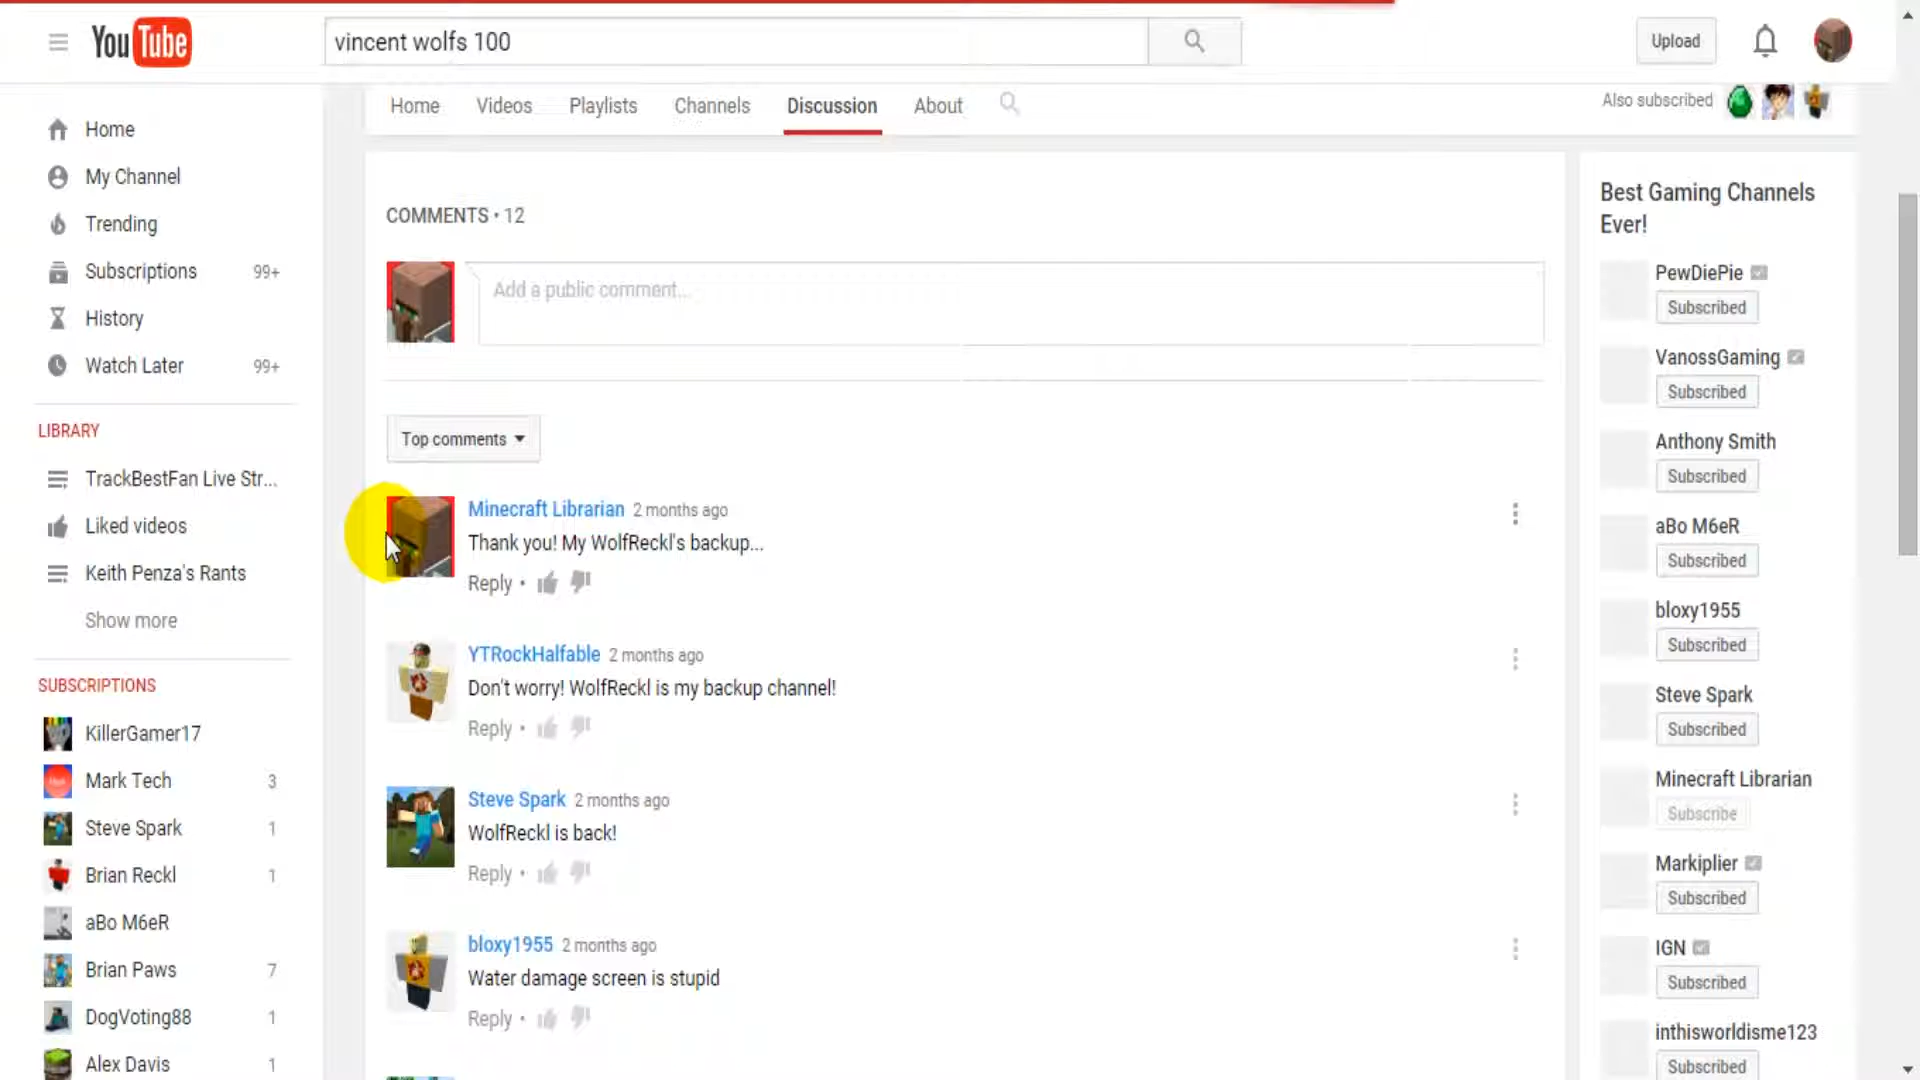 YouTube
vincent wolfs 100
Upload
Home
My Channel
Trending
Subscriptions 99+
History
Watch Later 99+
LIBRARY
TrackBestFan Live Str...
Liked videos
Keith Penza's Rants
Show more
SUBSCRIPTIONS
KillerGamer17
Mark Tech 3
Steve Spark 1
Brian Reckl 1
aBo M6eR
Brian Paws 7
DogVoting88 1
Alex Davis 1
Home Videos Playlists Channels Discussion About
Also subscribed
COMMENTS • 12
Add a public comment...
Top comments
Minecraft Librarian 2 months ago
Thank you! My WolfReckl's backup...
Reply •
YTRockHalfable 2 months ago
Don't worry! WolfReckl is my backup channel!
Reply •
Steve Spark 2 months ago
WolfReckl is back!
Reply •
bloxy1955 2 months ago
Water damage screen is stupid
Reply •
Best Gaming Channels
Ever!
PewDiePie
Subscribed
VanossGaming
Subscribed
Anthony Smith
Subscribed
aBo M6eR
Subscribed
bloxy1955
Subscribed
Steve Spark
Subscribed
Minecraft Librarian
Subscribe
Markiplier
Subscribed
IGN
Subscribed
inthisworldisme123
Subscribed